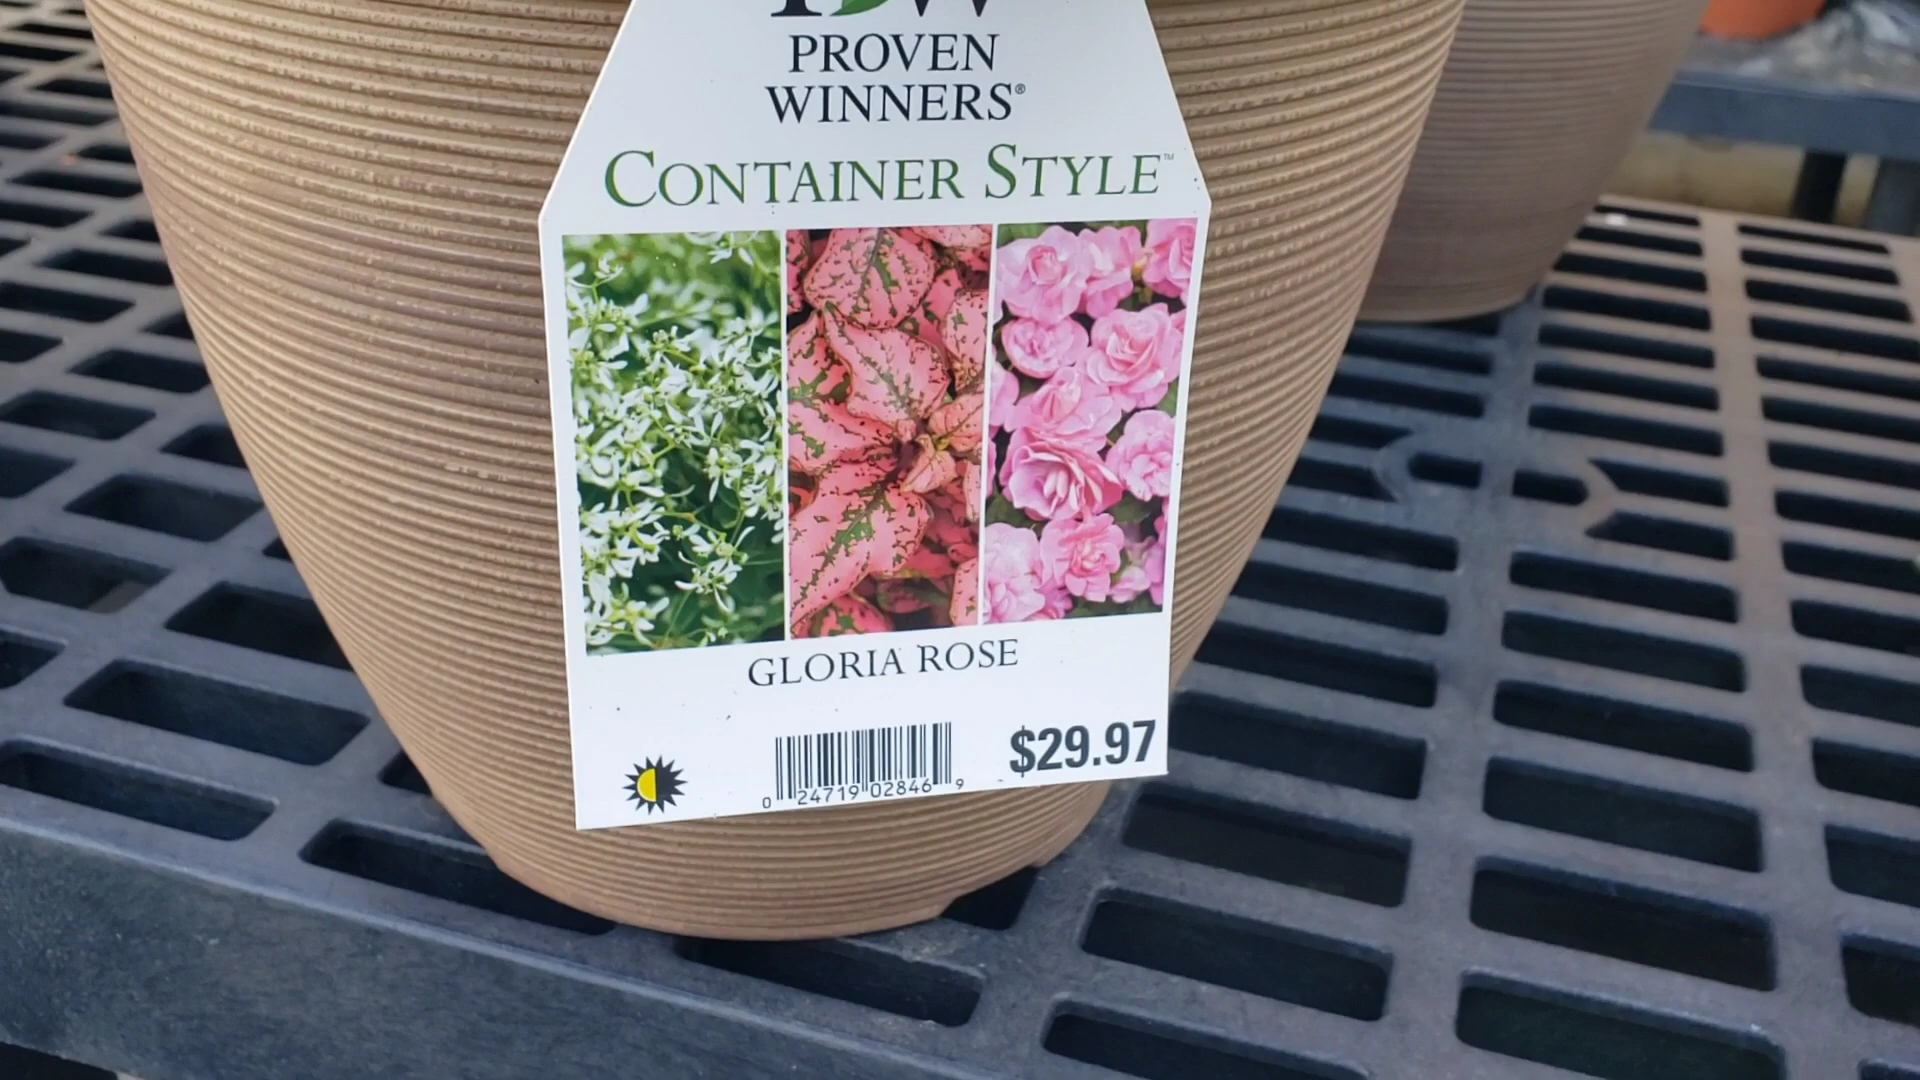 PROVEN
WINNERS®
CONTAINER STYLE™
GLORIA ROSE
$29.97
0 24719 02846 9